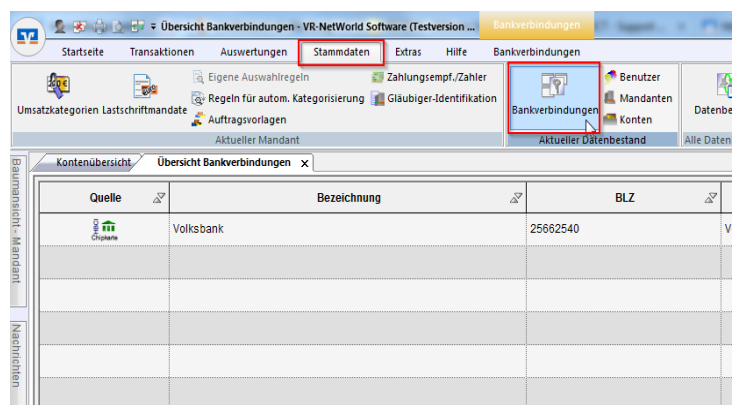 Übersicht Bankverbindungen - VR-NetWorld Software (Testversion ... Bankverbindungen
Startseite Transaktionen Auswertungen Stammdaten Extras Hilfe Bankverbindungen
Umsatzkategorien
Lastschriftmandate
Eigene Auswahlregeln
Regeln für autom. Kategorisierung
Auftragsvorlagen
Zahlungsempf./Zahler
Gläubiger-Identifikation
Aktueller Mandant
Bankverbindungen
Benutzer
Mandanten
Konten
Aktueller Datenbestand
Datenbe
Alle Daten
Kontenübersicht Übersicht Bankverbindungen x
Baumansicht - Mandant
Nachrichten
Quelle Bezeichnung BLZ
Chipkarte Volksbank 25662540 V